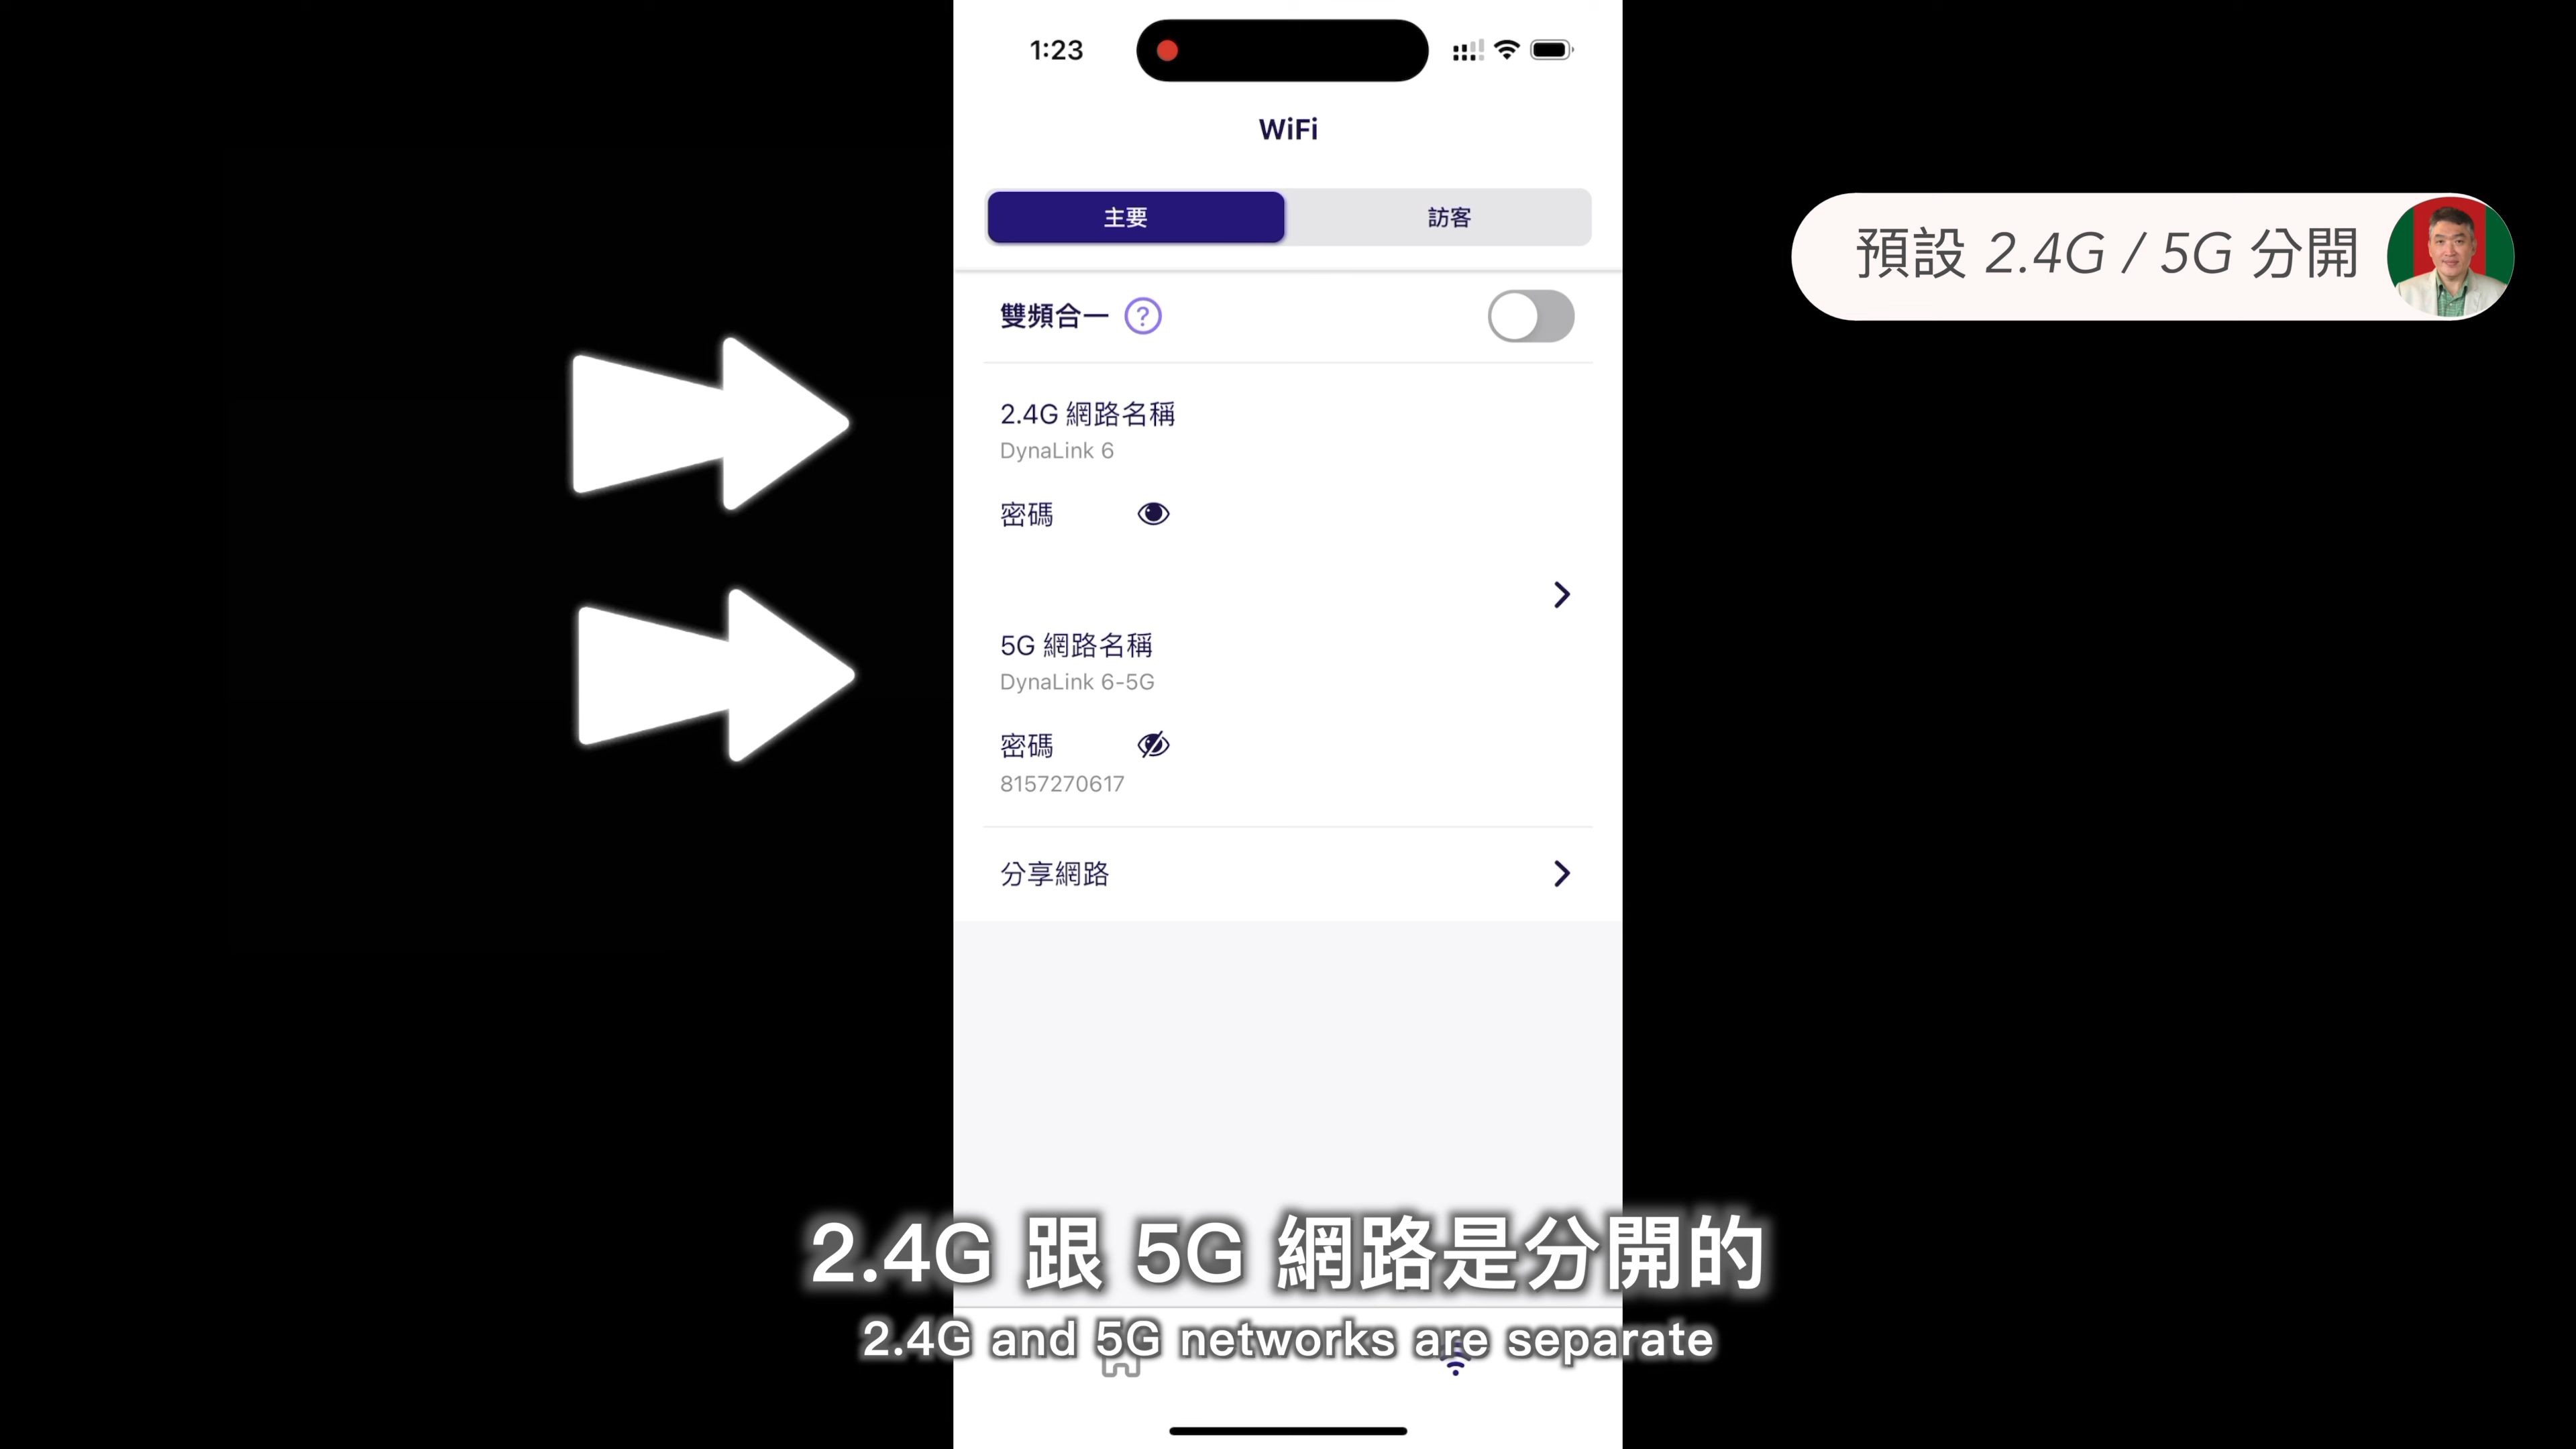 1:23
WiFi
主要
訪客
預設 2.4G / 5G 分開
雙頻合一 ?
2.4G 網路名稱
DynaLink 6
密碼
5G 網路名稱
DynaLink 6-5G
密碼
8157270617
分享網路
2.4G 跟 5G 網路是分開的
2.4G and 5G networks are separate